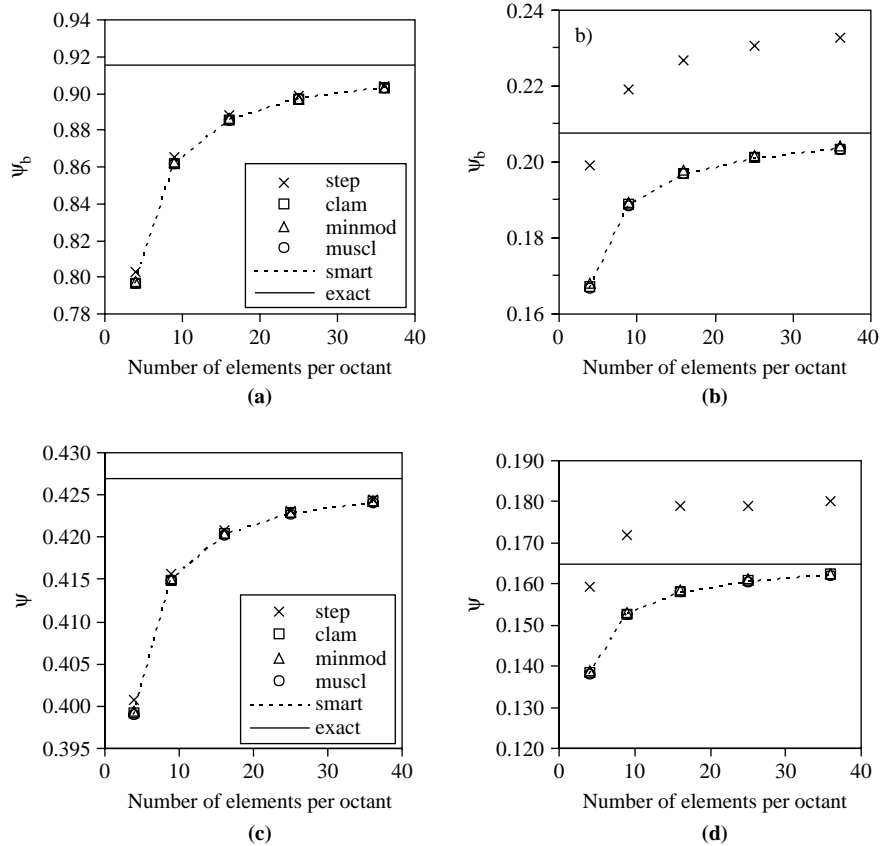 0.94
0.92
0.90
0.88
0.86
0.84
0.82
0.80
0.78
ψb
step
clam
minmod
muscl
smart
exact
0 10 20 30 40
Number of elements per octant
(a)
b)
0.24
0.22
0.20
0.18
0.16
ψb
0 10 20 30 40
Number of elements per octant
(b)
0.430
0.425
0.420
0.415
0.410
0.405
0.400
0.395
ψ
step
clam
minmod
muscl
smart
exact
0 10 20 30 40
Number of elements per octant
(c)
0.190
0.180
0.170
0.160
0.150
0.140
0.130
0.120
ψ
0 10 20 30 40
Number of elements per octant
(d)